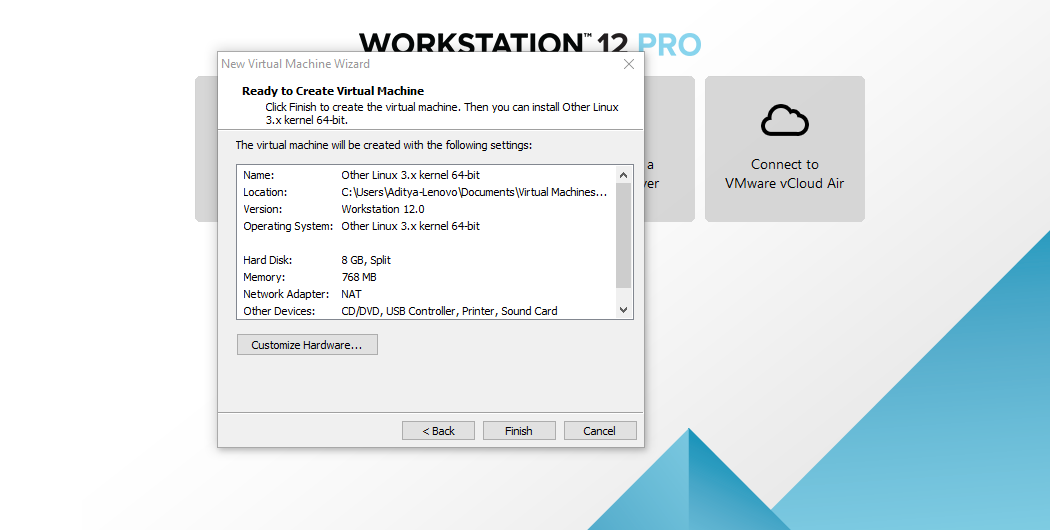 WORKSTATION™ 12 PRO
New Virtual Machine Wizard
Ready to Create Virtual Machine
Click Finish to create the virtual machine. Then you can install Other Linux
3.x kernel 64-bit.
The virtual machine will be created with the following settings:
Name: Other Linux 3.x kernel 64-bit
Location: C:\Users\Aditya-Lenovo\Documents\Virtual Machines...
Version: Workstation 12.0
Operating System: Other Linux 3.x kernel 64-bit
Hard Disk: 8 GB, Split
Memory: 768 MB
Network Adapter: NAT
Other Devices: CD/DVD, USB Controller, Printer, Sound Card
Customize Hardware...
< Back Finish Cancel
a
ver
Connect to
VMware vCloud Air